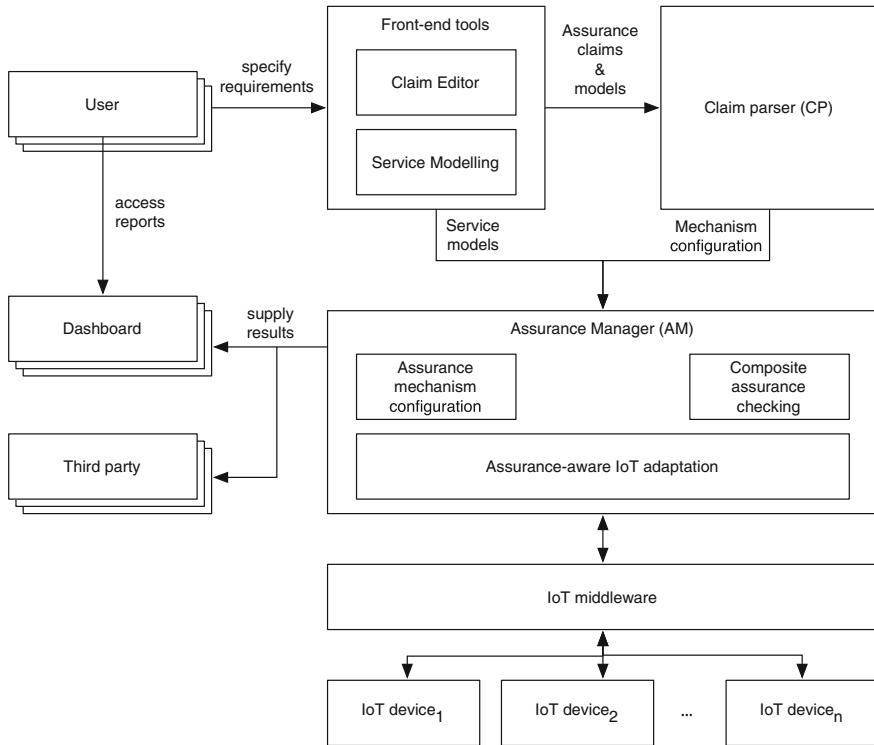 Front-end tools
Assurance
claims
&
models
specify
requirements
User
Claim Editor
Claim parser (CP)
Service Modelling
access
reports
Service
models
Mechanism
configuration
Dashboard
supply
results
Assurance Manager (AM)
Assurance
mechanism
configuration
Composite
assurance
checking
Third party
Assurance-aware IoT adaptation
IoT middleware
IoT device1
IoT device2
...
IoT devicen